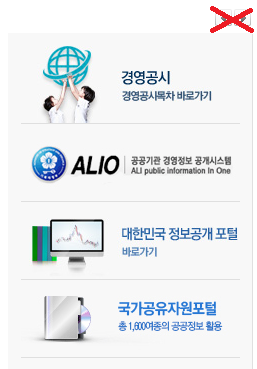 경영공시
경영공시목차 바로가기
ALIO
공공기관 경영정보 공개시스템
ALI public information In One
대한민국 정보공개 포털
바로가기
국가공유자원포털
총 1,600여종의 공공정보 활용